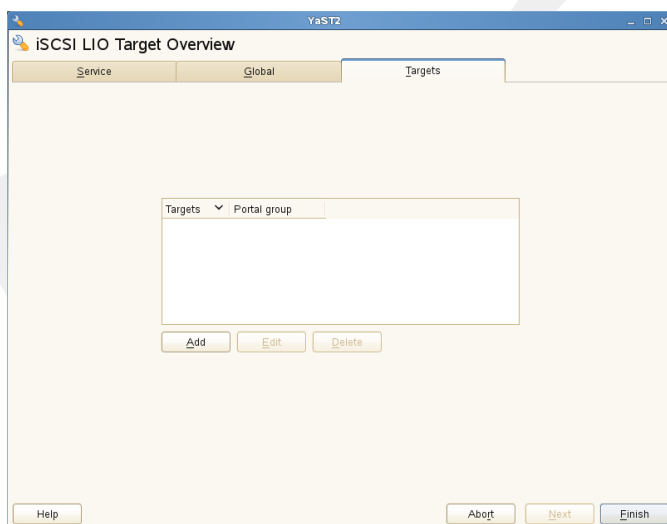 YaST2
iSCSI LIO Target Overview
Service Global Targets
Targets Portal group
Add Edit Delete
Help Abort Next Finish